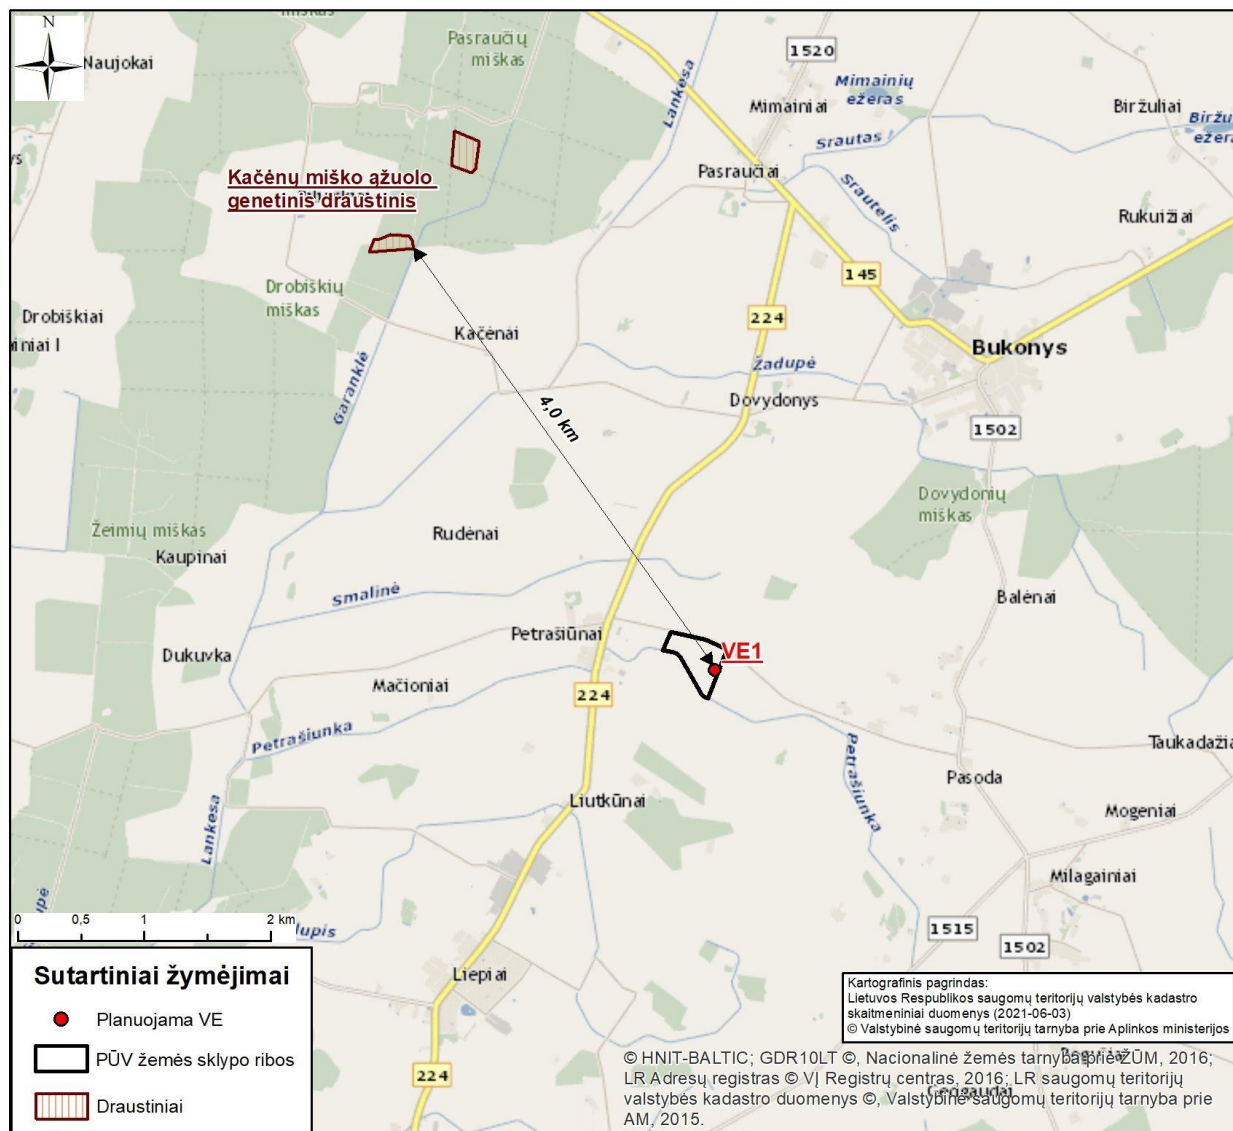 N
Naujokai
Pasraučių
miškas
1520
Mimainiai
Mimainių
ežeras
Biržuliai
Lankesa
Srautas I
Pasraučiai
Srautelis
Rukuižiai
Kačėnų miško ąžuolo
genetinis draustinis
145
Drobiškių
miškas
Drobiškiai
Kačėnai
224
Bukonys
Garanklė
Žadupė
Dovydonys
1502
4,0 km
Dovydonių
miškas
Žeimių miškas
Rudėnai
Kaupinai
Smalinė
Balėnai
Petrašiūnai
Dukuvka
VE1
Mačioniai
224
Petrašiunka
Taukadažia
Pasoda
Petrašiunka
Liutkūnai
Mogeniai
Lankesa
Milagainiai
0 0,5 1 2 km
1515
1502
Liepiai
224
Sutartiniai žymėjimai
Planuojama VE
PŪV žemės sklypo ribos
Draustiniai
Kartografinis pagrindas:
Lietuvos Respublikos saugomų teritorijų valstybės kadastro
skaitmeniniai duomenys (2021-06-03)
© Valstybinė saugomų teritorijų tarnyba prie Aplinkos ministerijos
© HNIT-BALTIC; GDR10LT ©, Nacionalinė žemės tarnyba prie ŽŪM, 2016;
LR Adresų registras © VĮ Registrų centras, 2016; LR saugomų teritorijų
valstybės kadastro duomenys ©, Valstybinė saugomų teritorijų tarnyba prie
AM, 2015.